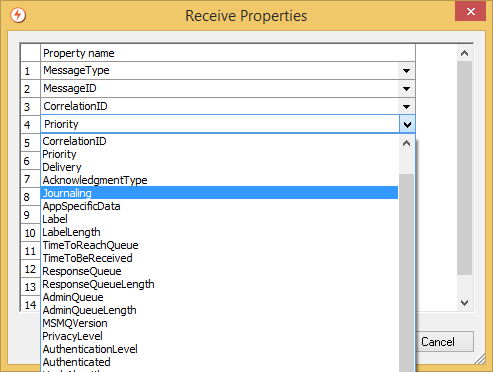 Receive Properties
Property name
1 MessageType
2 MessageID
3 CorrelationID
4 Priority
5 CorrelationID
6 Priority
7 Delivery
AcknowledgmentType
8 Journaling
9 AppSpecificData
Label
10 LabelLength
11 TimeToReachQueue
TimeToBeReceived
12 ResponseQueue
13 ResponseQueueLength
AdminQueue
14 AdminQueueLength
MSMQVersion
PrivacyLevel
AuthenticationLevel
Cancel
Authenticated